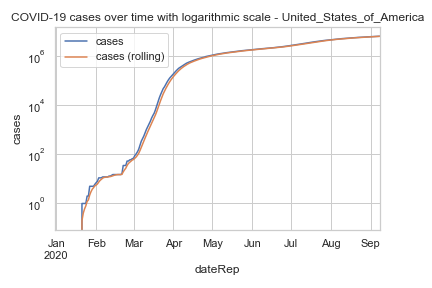 COVID-19 cases over time with logarithmic scale - United_States_of_America
cases
cases (rolling)
10^6
10^4
10^2
10^0
cases
Jan Feb Mar Apr May Jun Jul Aug Sep
2020
dateRep